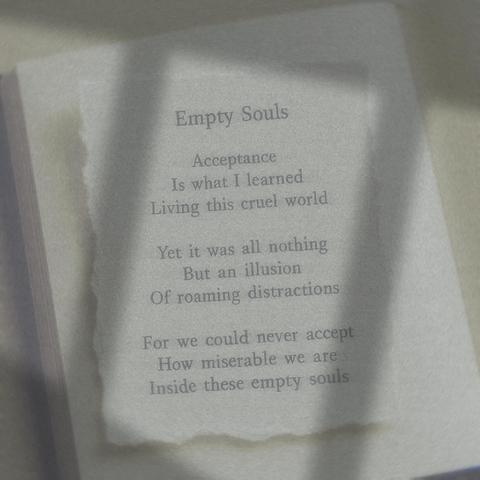 Empty Souls
Acceptance
Is what I learned
Living this cruel world
Yet it was all nothing
But an illusion
Of roaming distractions
For we could never accept
How miserable we are
Inside these empty souls